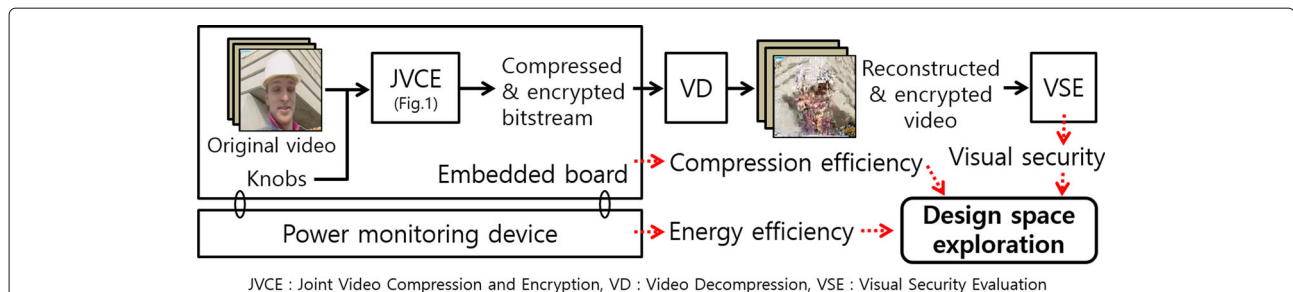 JVCE
(Fig.1)
Compressed
& encrypted
bitstream
VD
Reconstructed
& encrypted
video
VSE
Original video
Knobs
Embedded board
Compression efficiency
Visual security
Power monitoring device
Energy efficiency
Design space
exploration
JVCE : Joint Video Compression and Encryption, VD : Video Decompression, VSE : Visual Security Evaluation